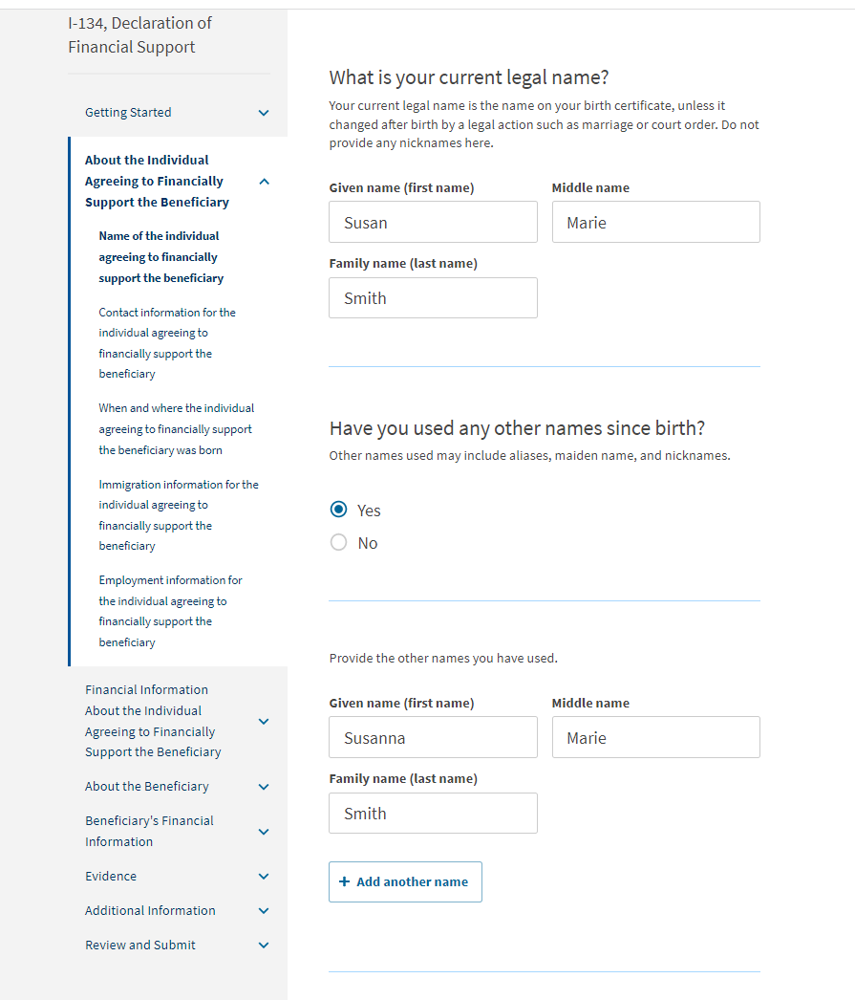 I-134, Declaration of
Financial Support
Getting Started
About the Individual
Agreeing to Financially
Support the Beneficiary
Name of the individual
agreeing to financially
support the beneficiary
Contact information for the
individual agreeing to
financially support the
beneficiary
When and where the individual
agreeing to financially support
the beneficiary was born
Immigration information for the
individual agreeing to
financially support the
beneficiary
Employment information for
the individual agreeing to
financially support the
beneficiary
Financial Information
About the Individual
Agreeing to Financially
Support the Beneficiary
About the Beneficiary
Beneficiary's Financial
Information
Evidence
Additional Information
Review and Submit
What is your current legal name?
Your current legal name is the name on your birth certificate, unless it
changed after birth by a legal action such as marriage or court order. Do not
provide any nicknames here.
Given name (first name) Middle name
Susan Marie
Family name (last name)
Smith
Have you used any other names since birth?
Other names used may include aliases, maiden name, and nicknames.
Yes
No
Provide the other names you have used.
Given name (first name) Middle name
Susanna Marie
Family name (last name)
Smith
+ Add another name